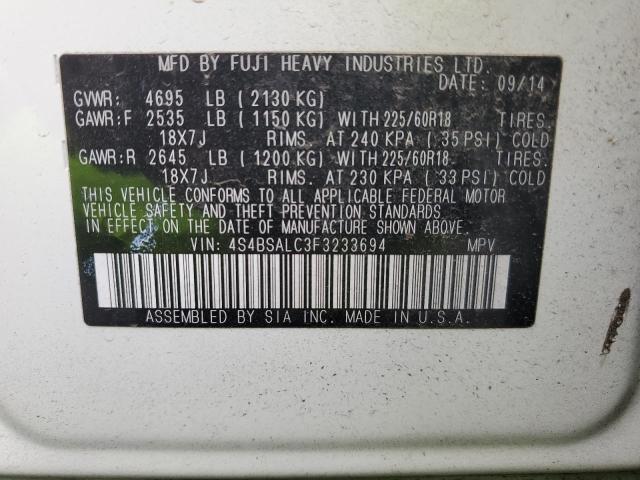 MFD BY FUJI HEAVY INDUSTRIES LTD.
DATE: 09/14
GVWR: 4695 LB ( 2130 KG)
GAWR:F 2535 LB ( 1150 KG) WITH 225/60R18 TIRES.
18X7J RIMS. AT 240 KPA ( 35 PSI) COLD
GAWR:R 2645 LB ( 1200 KG) WITH 225/60R18 TIRES.
18X7J RIMS. AT 230 KPA ( 33 PSI) COLD
THIS VEHICLE CONFORMS TO ALL APPLICABLE FEDERAL MOTOR
VEHICLE SAFETY AND THEFT PREVENTION STANDARDS
IN EFFECT ON THE DATE OF MANUFACTURE SHOWN ABOVE.
VIN: 4S4BSALC3F3233694 MPV
ASSEMBLED BY SIA INC. MADE IN U.S.A.